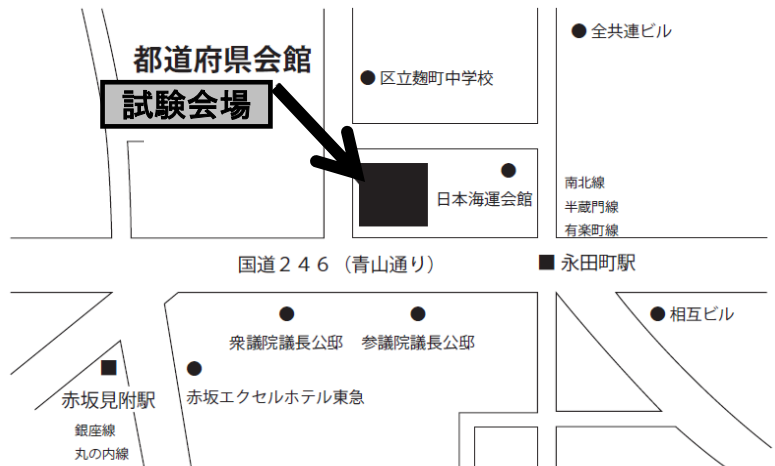 全共連ビル
都道府県会館
区立麹町中学校
試験会場
日本海運会館
南北線
半蔵門線
有楽町線
国道２４６（青山通り）
永田町駅
衆議院議長公邸
参議院議長公邸
相互ビル
赤坂見附駅
赤坂エクセルホテル東急
銀座線
丸の内線